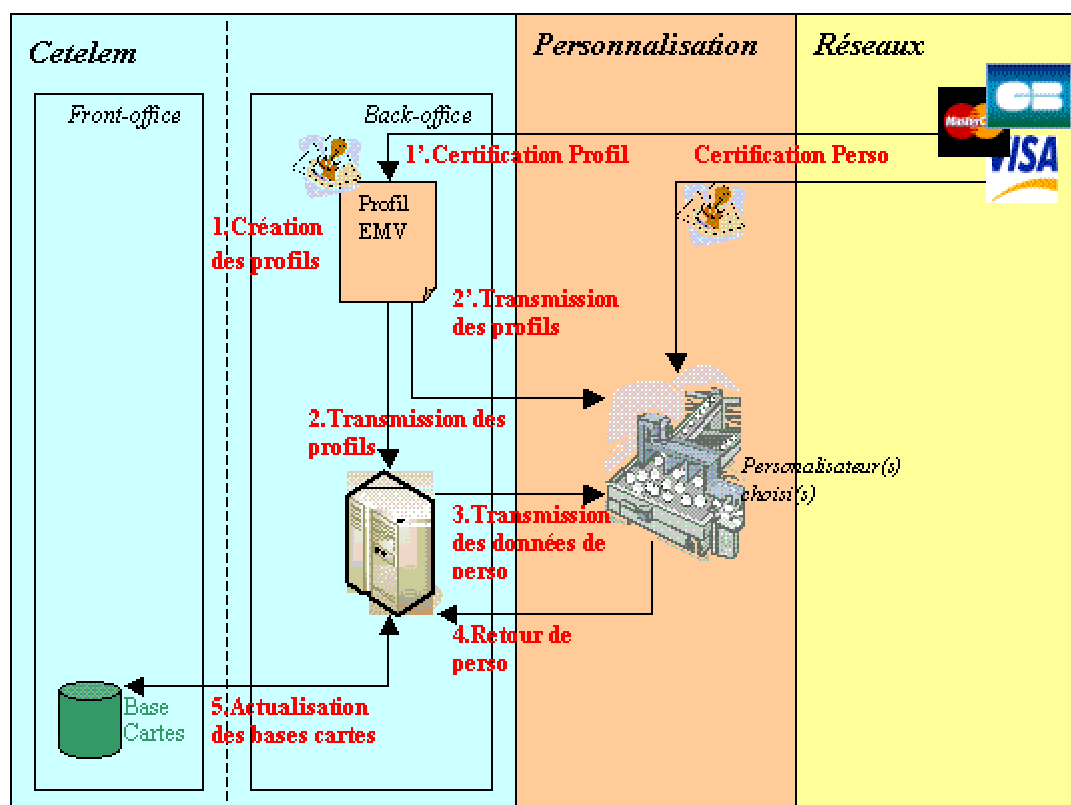 Cetelem
Personnalisation
Réseaux
Front-office
Back-office
MasterC
VISA
1’.Certification Profil
Certification Perso
Profil
EMV
1.Création
des profils
2’.Transmission
des profils
2.Transmission des
profils
Personalisateur(s)
choisi(s)
3.Transmission
des données de
perso
4.Retour de
perso
Base
Cartes
5.Actualisation
des bases cartes